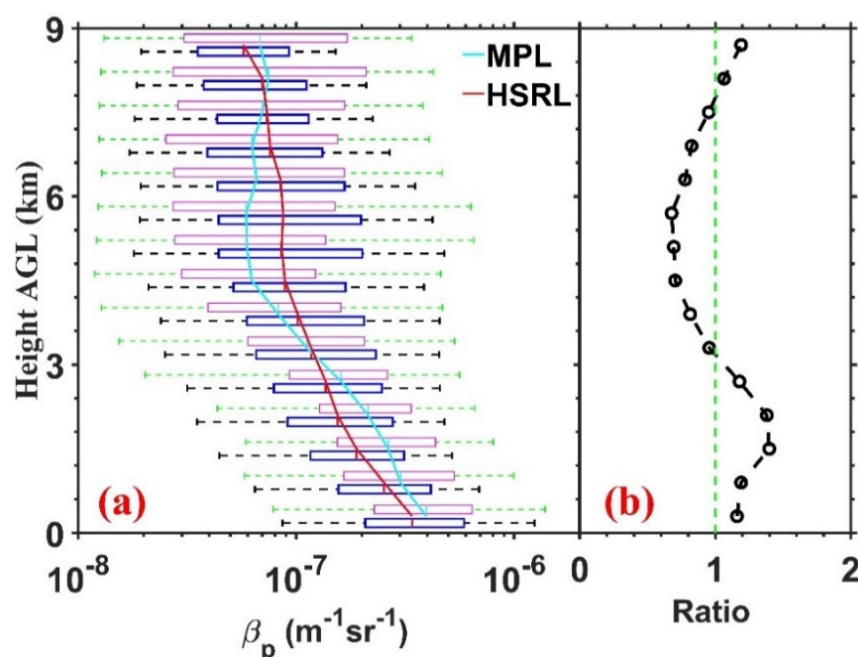 9
6
3
0
Height AGL (km)
MPL
HSRL
(a)
(b)
10⁻⁸
10⁻⁷
10⁻⁶
0
1
2
βₚ (m⁻¹sr⁻¹)
Ratio